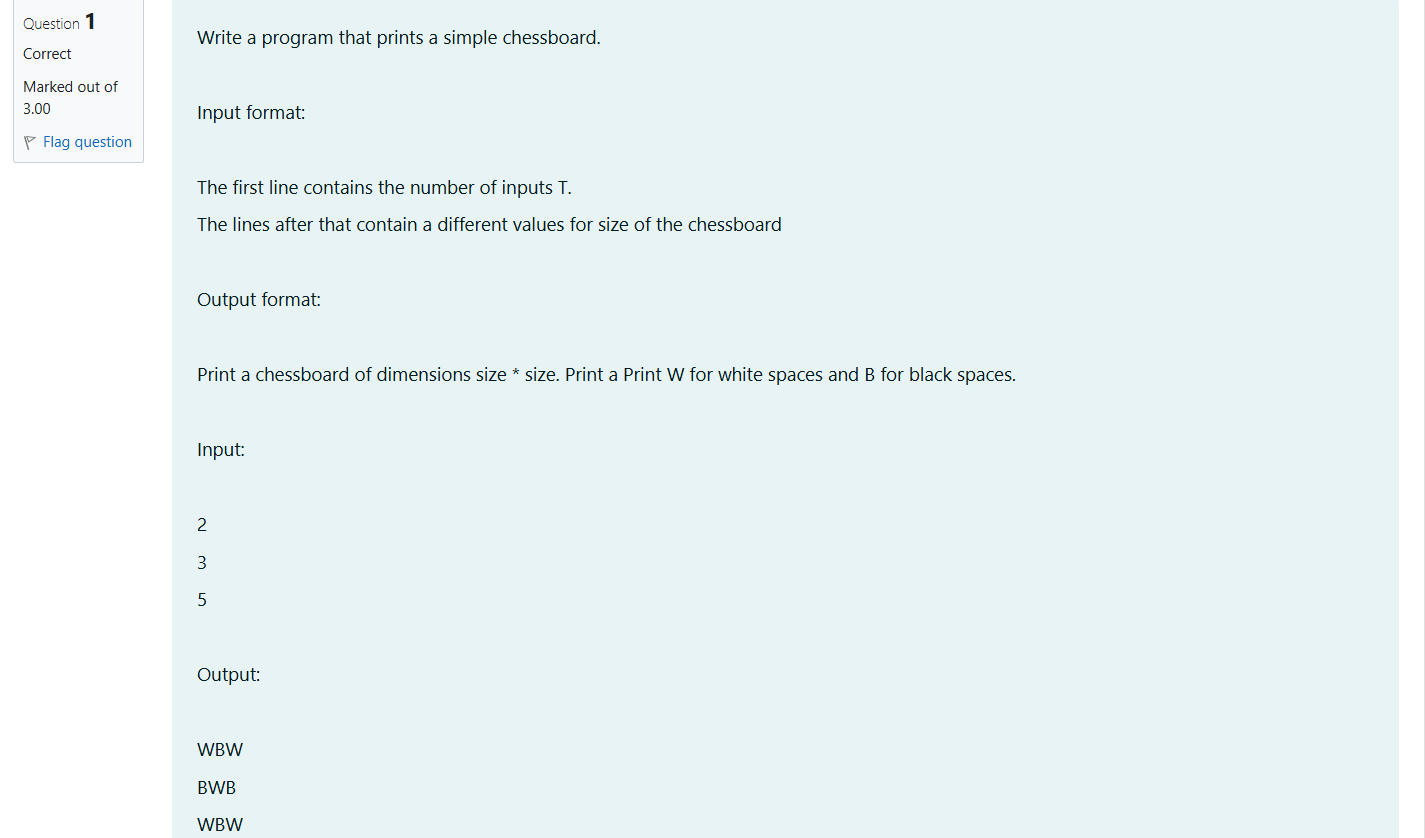 Question 1
Correct
Marked out of
3.00
Flag question
Write a program that prints a simple chessboard.
Input format:
The first line contains the number of inputs T.
The lines after that contain a different values for size of the chessboard
Output format:
Print a chessboard of dimensions size * size. Print a Print W for white spaces and B for black spaces.
Input:
2
3
5
Output:
WBW
BWB
WBW